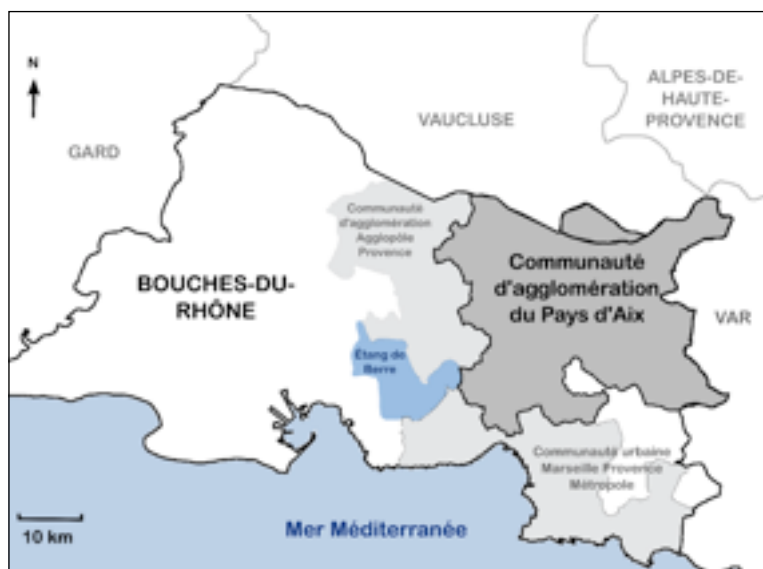 N
ALPES-DE-
HAUTE-
PROVENCE
VAUCLUSE
GARD
Communauté
d'agglomération
Agglopôle
Provence
BOUCHES-DU-
RHÔNE
Communauté
d'agglomération
du Pays d'Aix
VAR
Étang de
Berre
Communauté urbaine
Marseille Provence
Métropole
10 km
Mer Méditerranée